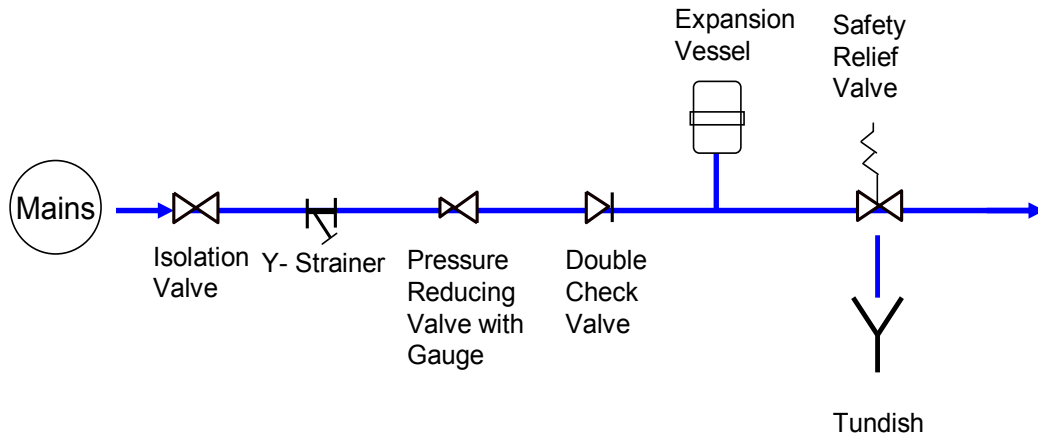 Expansion
Vessel
Safety
Relief
Valve
Mains
Isolation
Valve
Y- Strainer
Pressure
Reducing
Valve with
Gauge
Double
Check
Valve
Tundish